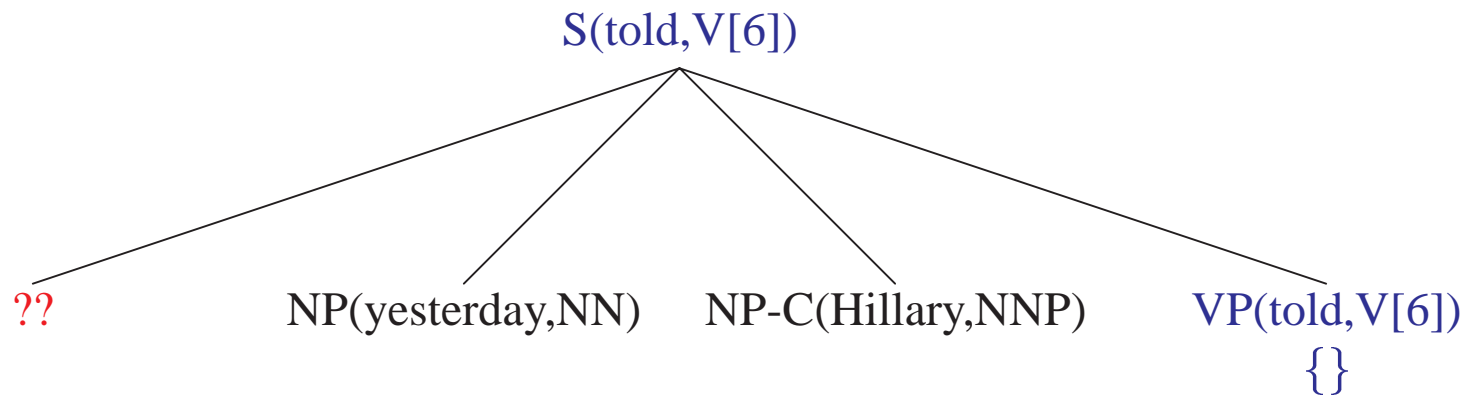 S(told,V[6])
?? NP(yesterday,NN) NP-C(Hillary,NNP) VP(told,V[6])
{}